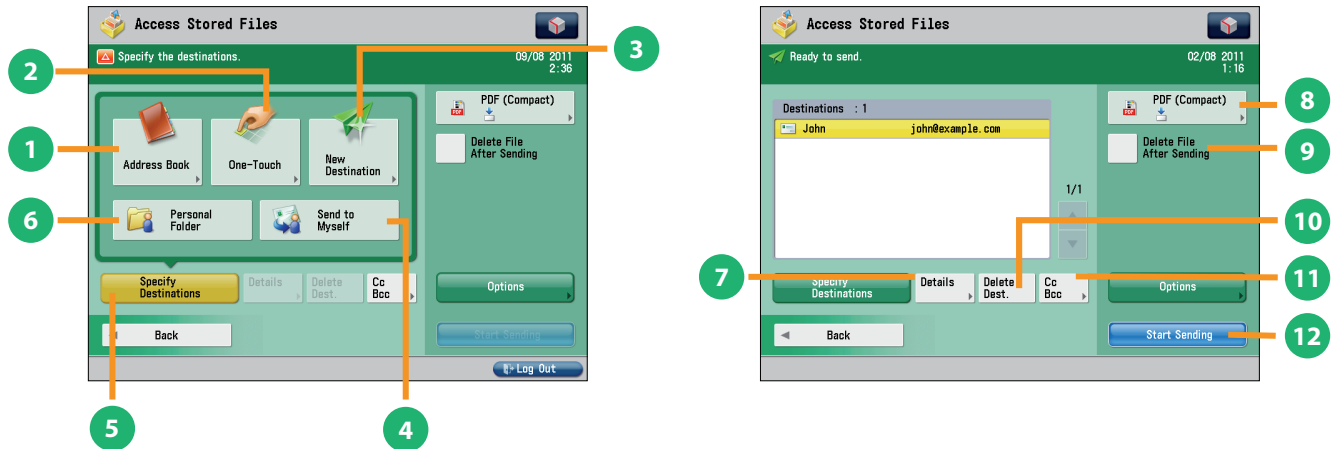 Access Stored Files
Specify the destinations.
09/08 2011
2:36
Address Book
One-Touch
New
Destination
Personal
Folder
Send to
Myself
PDF (Compact)
Delete File
After Sending
Specify
Destinations
Details
Delete
Dest.
Cc
Bcc
Options
Back
Start Sending
Log Out
1
2
3
4
5
6
Access Stored Files
Ready to send.
02/08 2011
1:16
Destinations : 1
John john@example.com
1/1
PDF (Compact)
Delete File
After Sending
Specify
Destinations
Details
Delete
Dest.
Cc
Bcc
Options
Back
Start Sending
7
8
9
10
11
12